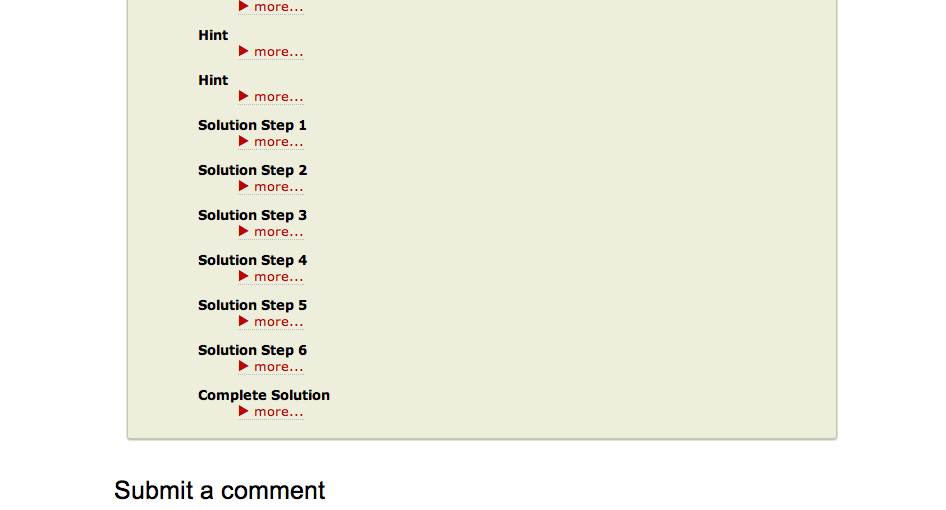 ▶ more...
Hint
▶ more...
Hint
▶ more...
Solution Step 1
▶ more...
Solution Step 2
▶ more...
Solution Step 3
▶ more...
Solution Step 4
▶ more...
Solution Step 5
▶ more...
Solution Step 6
▶ more...
Complete Solution
▶ more...
Submit a comment